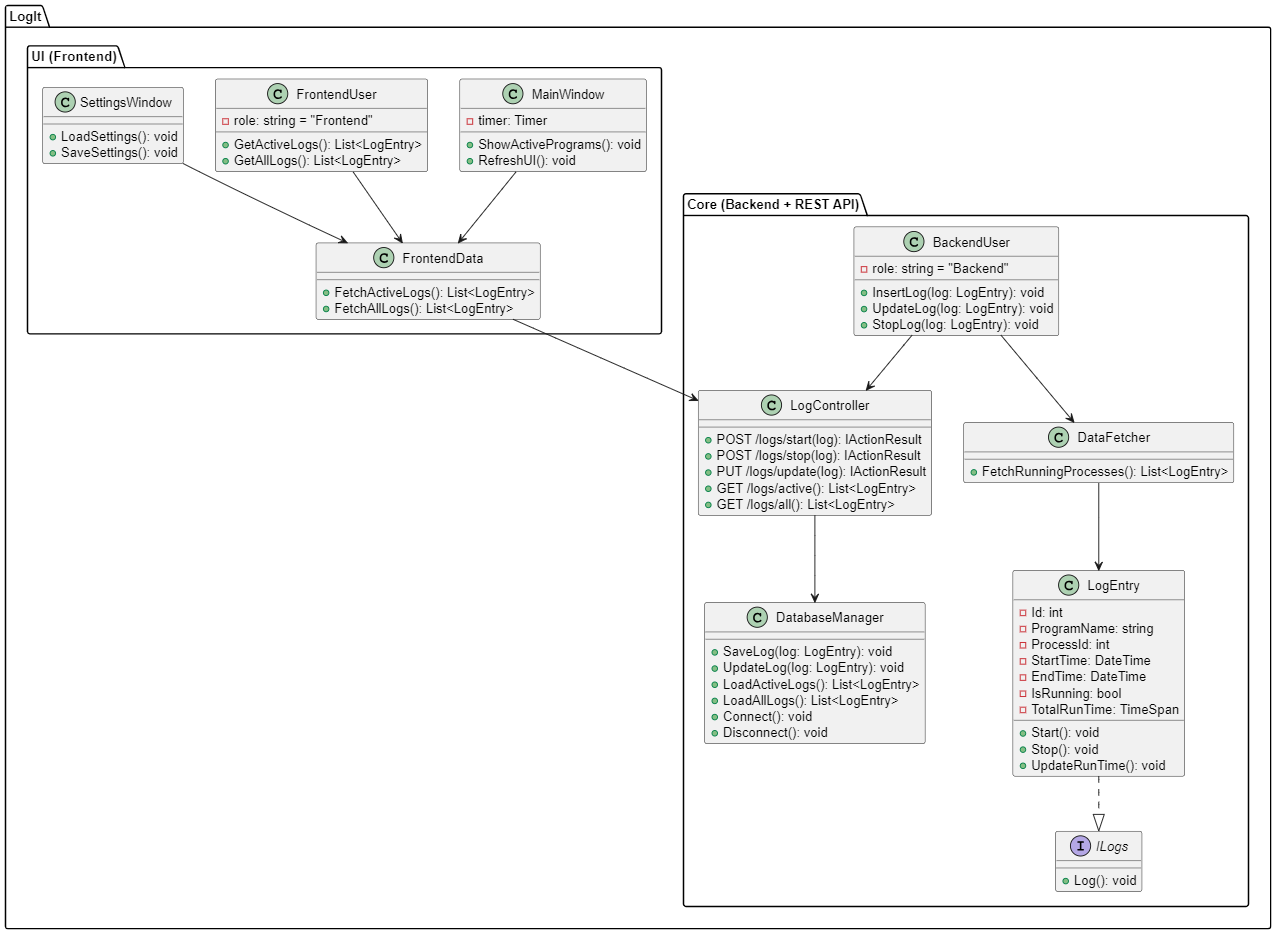 LogIt
UI (Frontend)
C SettingsWindow
LoadSettings(): void
SaveSettings(): void
C FrontendUser
role: string = "Frontend"
GetActiveLogs(): List<LogEntry>
GetAllLogs(): List<LogEntry>
C MainWindow
timer: Timer
ShowActivePrograms(): void
RefreshUI(): void
C FrontendData
FetchActiveLogs(): List<LogEntry>
FetchAllLogs(): List<LogEntry>
Core (Backend + REST API)
C BackendUser
role: string = "Backend"
InsertLog(log: LogEntry): void
UpdateLog(log: LogEntry): void
StopLog(log: LogEntry): void
C LogController
POST /logs/start(log): IActionResult
POST /logs/stop(log): IActionResult
PUT /logs/update(log): IActionResult
GET /logs/active(): List<LogEntry>
GET /logs/all(): List<LogEntry>
C DataFetcher
FetchRunningProcesses(): List<LogEntry>
C DatabaseManager
SaveLog(log: LogEntry): void
UpdateLog(log: LogEntry): void
LoadActiveLogs(): List<LogEntry>
LoadAllLogs(): List<LogEntry>
Connect(): void
Disconnect(): void
C LogEntry
Id: int
ProgramName: string
ProcessId: int
StartTime: DateTime
EndTime: DateTime
IsRunning: bool
TotalRunTime: TimeSpan
Start(): void
Stop(): void
UpdateRunTime(): void
I ILogs
Log(): void